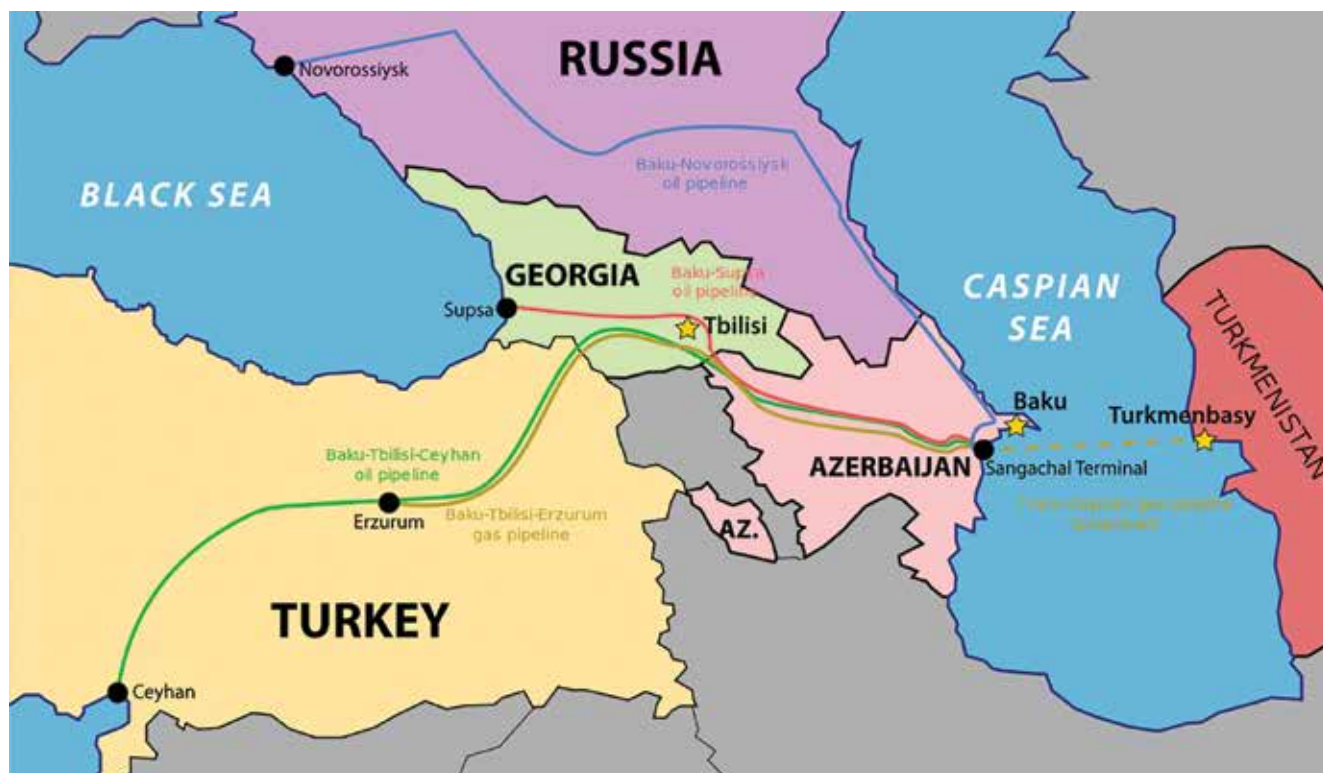 RUSSIA
Novorossiysk
Baku-Novorossiysk
oil pipeline
BLACK SEA
GEORGIA
Baku-Supsa
oil pipeline
CASPIAN
SEA
Supsa
Tbilisi
TURKMENISTAN
Baku
Turkmenbasy
Baku-Tbilisi-Ceyhan
oil pipeline
AZERBAIJAN
Sangachal Terminal
Erzurum
Baku-Tbilisi-Erzurum
gas pipeline
AZ.
TURKEY
Ceyhan